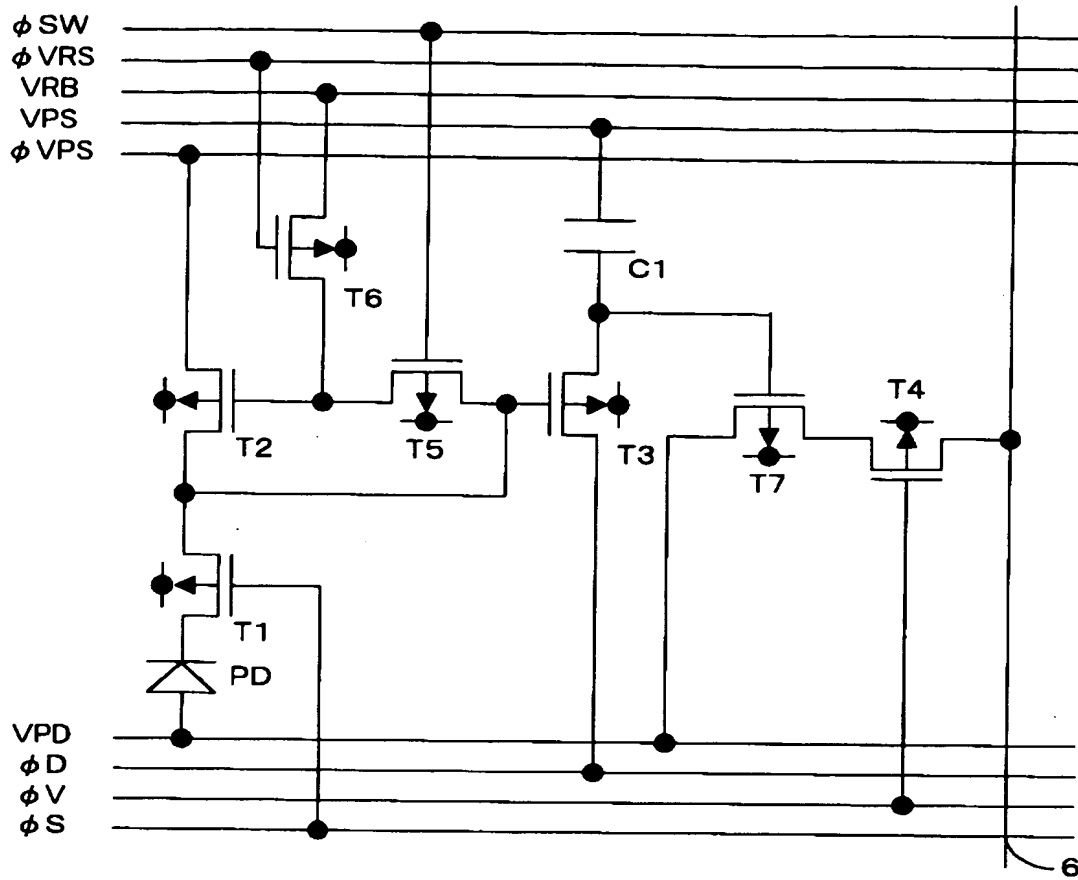 φSW
φVRS
VRB
VPS
φVPS
C1
T6
T4
T2
T5
T3
T7
T1
PD
VPD
φD
φV
φS
6